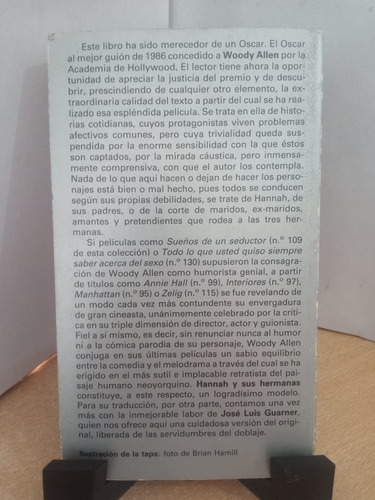 Este libro ha sido merecedor de un Oscar. El Oscar
al mejor guión de 1986 concedido a Woody Allen por la
Academia de Hollywood. El lector tiene ahora la opor-
tunidad de apreciar la justicia del premio y de descu-
brir, prescindiendo de cualquier otro elemento, la ex-
traordinaria calidad del texto a partir del cual se ha rea-
lizado esa espléndida película. Se trata en ella de his-
torias cotidianas, cuyos protagonistas viven problemas
afectivos comunes, pero cuya trivialidad queda sus-
pendida por la enorme sensibilidad con la que éstos
son captados, por la mirada cáustica, pero inmensa-
mente comprensiva, con que el autor los contempla.
Nada de lo que aquí hacen o dejan de hacer los perso-
najes está bien o mal hecho, pues todos se conducen
según sus propias debilidades, se trate de Hannah, de
sus padres, o de la corte de maridos, ex-maridos,
amantes y pretendientes que rodea a las tres her-
manas.
Si películas como Sueños de un seductor (n.º 109
de esta colección) o Todo lo que usted quiso siempre
saber acerca del sexo (n.º 130) supusieron la consagra-
ción de Woody Allen como humorista genial, a partir
de títulos como Annie Hall (n.º 99), Interiores (n.º 97),
Manhattan (n.º 95) o Zelig (n.º 115) se fue revelando de
un modo cada vez más contundente su envergadura
de gran cineasta, unánimemente celebrado por la críti-
ca en su triple dimensión de director, actor y guionista.
Fiel a sí mismo, es decir, sin renunciar nunca al humor
ni a la cómica parodia de su personaje, Woody Allen
conjuga en sus últimas películas un sabio equilibrio
entre la comedia y el melodrama a través del cual se ha
erigido en el más sutil e implacable retratista del pai-
saje humano neoyorquino. Hannah y sus hermanas
constituye, a este respecto, un logradísimo modelo.
Para su traducción, por otra parte, contamos una vez
más con la inmejorable labor de José Luis Guarner,
quien nos ofrece aquí una cuidadosa versión del origi-
nal, liberada de las servidumbres del doblaje.
Ilustración de la tapa: foto de Brian Hamill